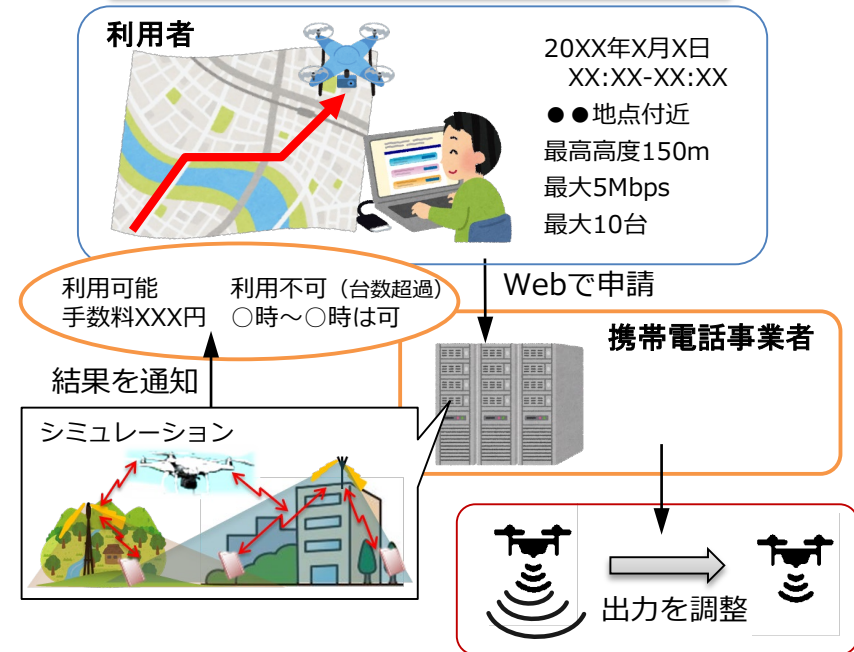 利用者
20XX年X月X日
XX:XX-XX:XX
●●地点付近
最高高度150m
最大5Mbps
最大10台
Webで申請
利用可能
手数料XXX円
利用不可（台数超過）
○時～○時は可
携帯電話事業者
結果を通知
シミュレーション
出力を調整